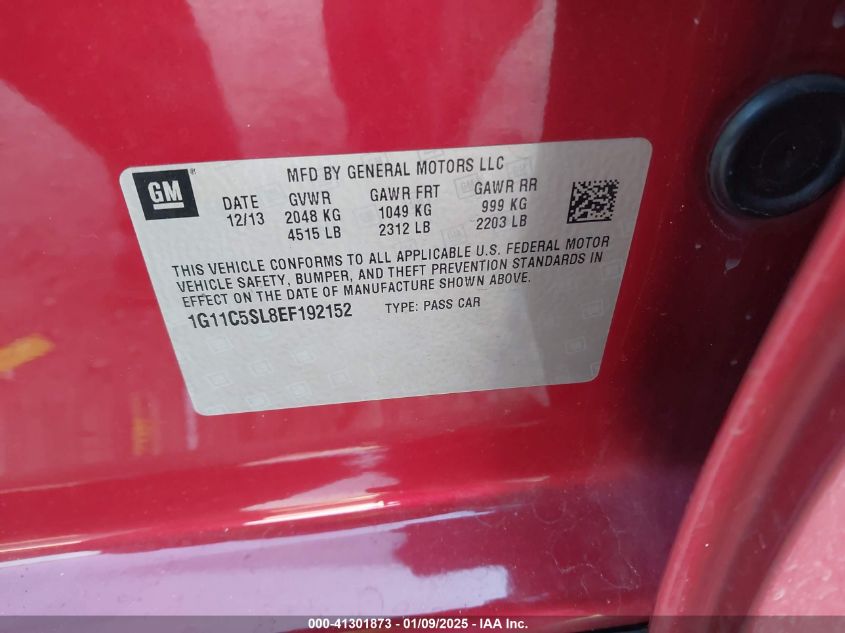 MFD BY GENERAL MOTORS LLC
GM
DATE GVWR GAWR FRT GAWR RR
12/13 2048 KG 1049 KG 999 KG
4515 LB 2312 LB 2203 LB
THIS VEHICLE CONFORMS TO ALL APPLICABLE U.S. FEDERAL MOTOR
VEHICLE SAFETY, BUMPER, AND THEFT PREVENTION STANDARDS IN
EFFECT ON THE DATE OF MANUFACTURE SHOWN ABOVE.
1G11C5SL8EF192152 TYPE: PASS CAR
000-41301873 - 01/09/2025 - IAA Inc.